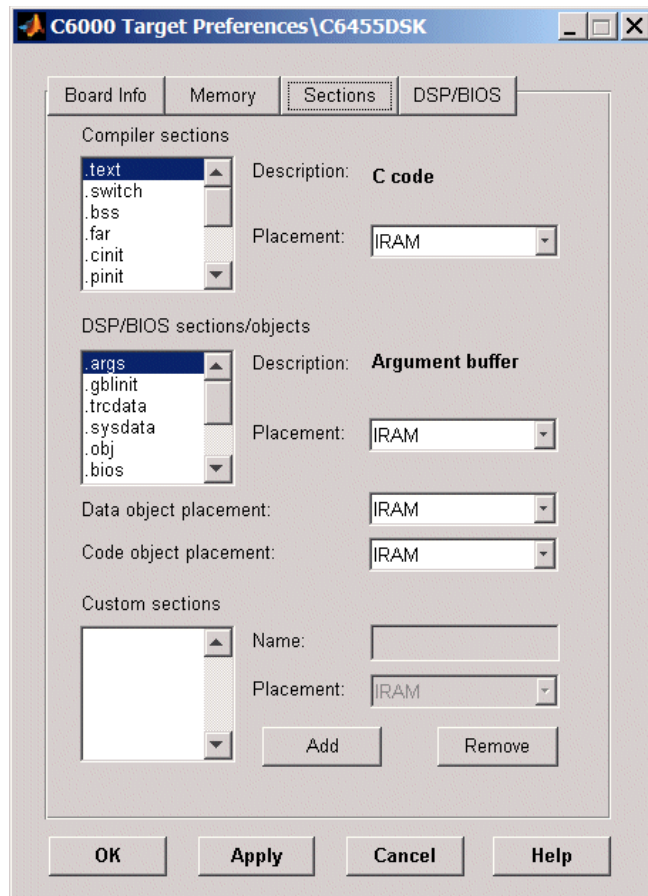 C6000 Target Preferences\C6455DSK
Board Info Memory Sections DSP/BIOS
Compiler sections
.text
.switch
.bss
.far
.cinit
.pinit
Description: C code
Placement: IRAM
DSP/BIOS sections/objects
.args
.gblinit
.trcdata
.sysdata
.obj
.bios
Description: Argument buffer
Placement: IRAM
Data object placement: IRAM
Code object placement: IRAM
Custom sections
Name:
Placement: IRAM
Add Remove
OK Apply Cancel Help